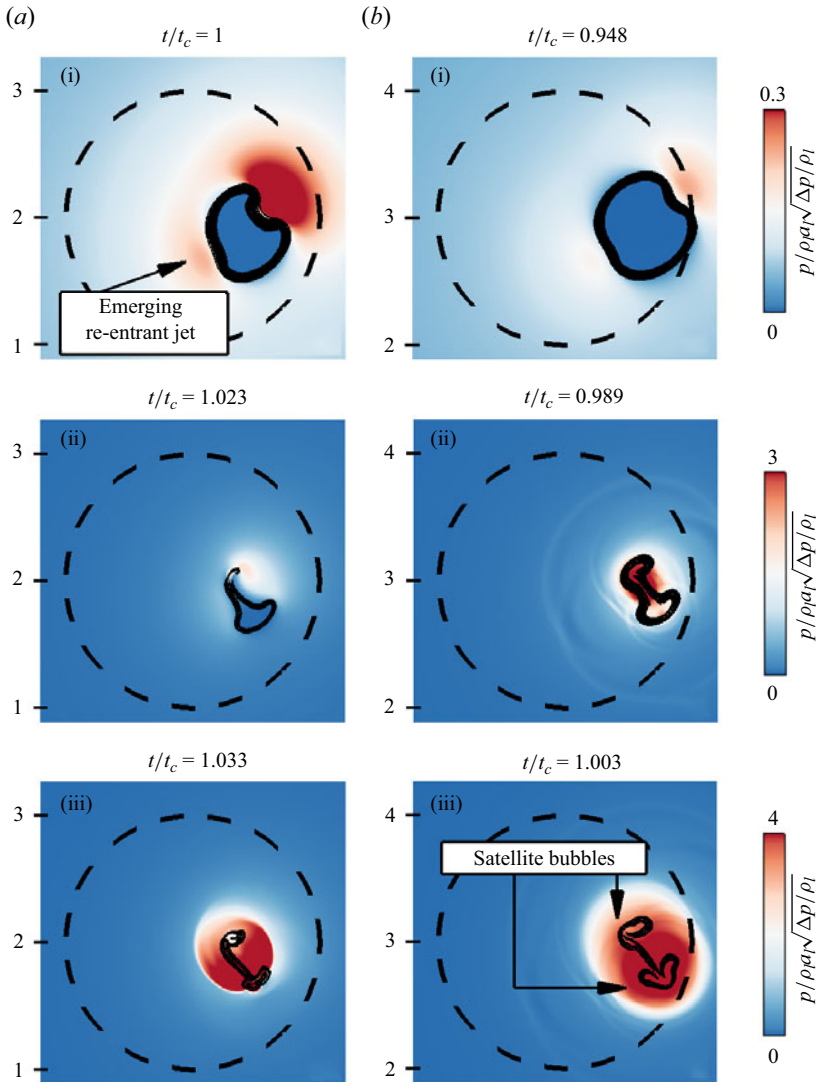 (a)
(b)
t/t_c = 1
t/t_c = 0.948
(i)
3
2
1
Emerging
re-entrant jet
(i)
4
3
2
0.3
p/ρ_l a_l √Δp/ρ_l
0
t/t_c = 1.023
t/t_c = 0.989
(ii)
3
2
1
(ii)
4
3
2
3
p/ρ_l a_l √Δp/ρ_l
0
t/t_c = 1.033
t/t_c = 1.003
(iii)
3
2
1
(iii)
4
3
2
Satellite bubbles
4
p/ρ_l a_l √Δp/ρ_l
0